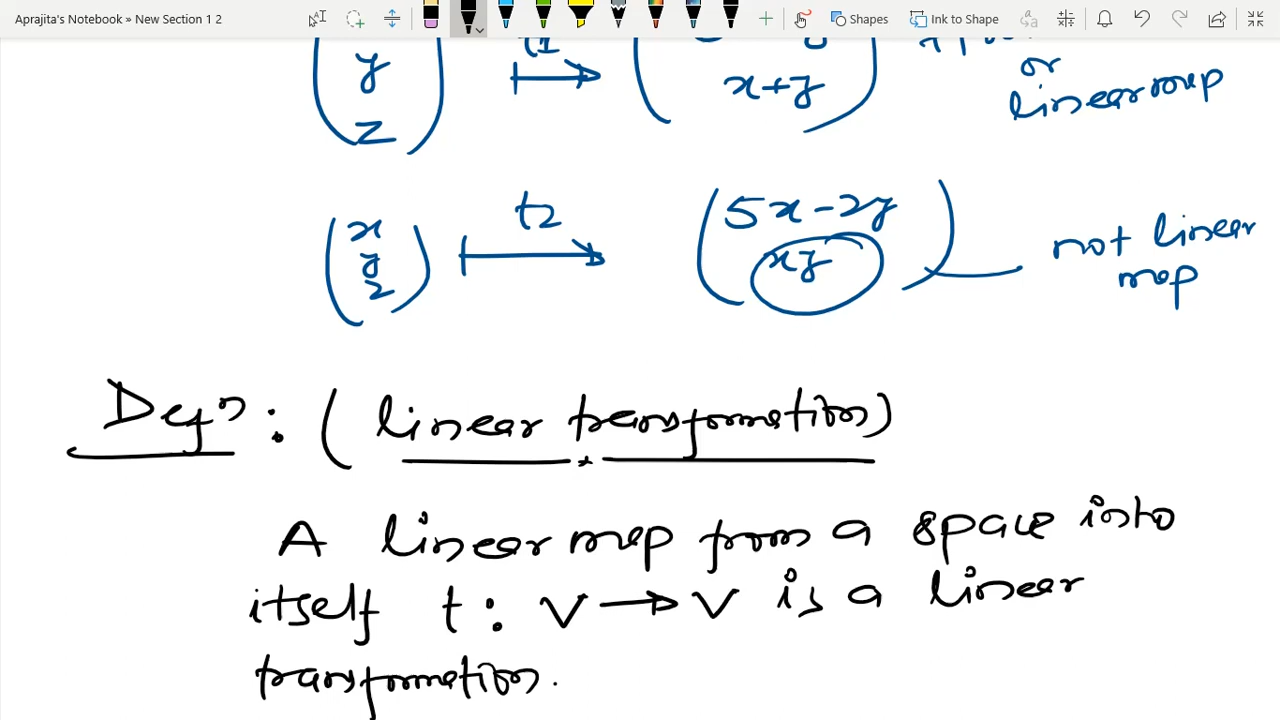 Aprajita's Notebook » New Section 1 2
Shapes
Ink to Shape
y
t1
x+y
or
linear map
z
t2
x
5x-2y
y
xy
z
not linear
map
Defn : (linear transformation)
A linear map from a space into
itself t : V → V is a linear
transformation.